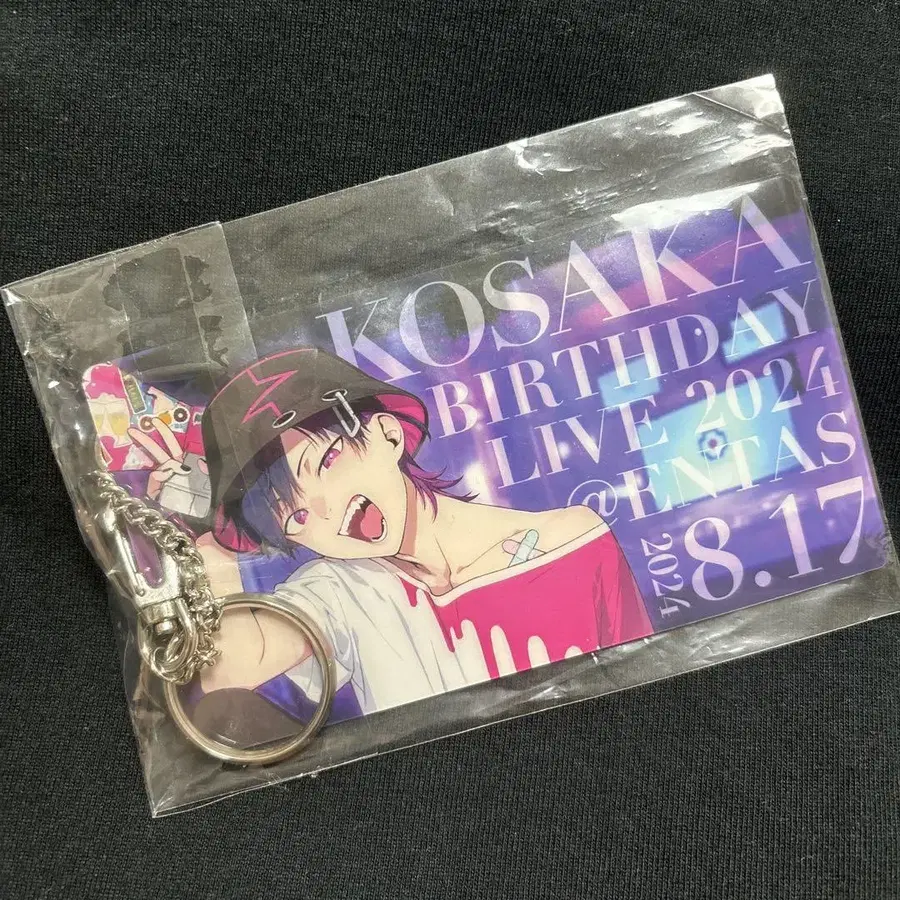 KOSAKA
BIRTHDAY
LIVE 2024
@ENTAS
2024
8.17